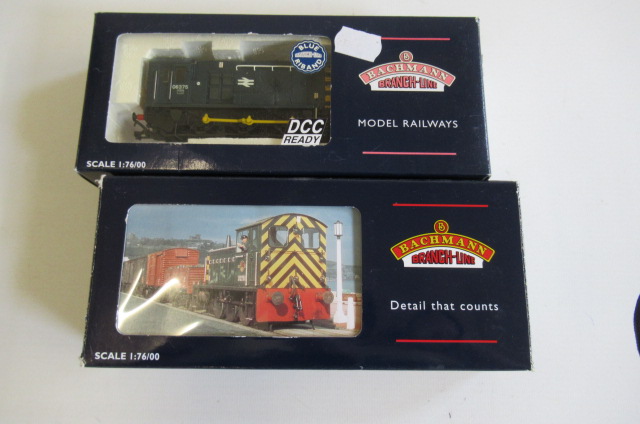 BLUE
RIBAND
DCC
READY
SCALE 1:76/00
B
BACHMANN
BRANCH-LINE
MODEL RAILWAYS
B
BACHMANN
BRANCH-LINE
Detail that counts
SCALE 1:76/00